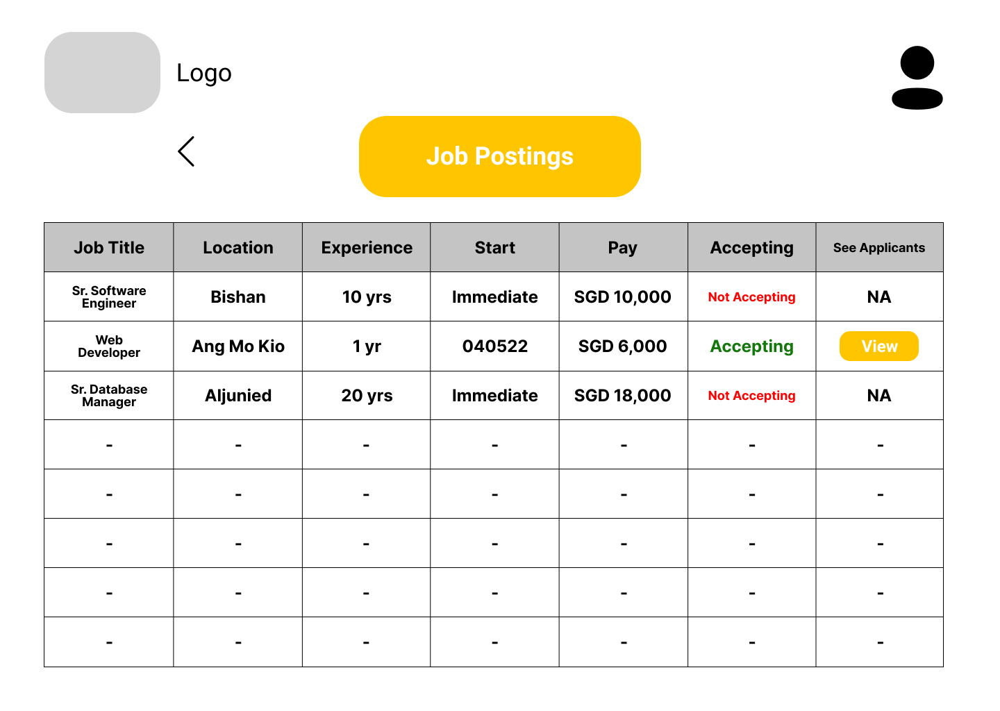 Logo
Job Postings
Job Title Location Experience Start Pay Accepting See Applicants
Sr. Software
Engineer
Bishan 10 yrs Immediate SGD 10,000 Not Accepting NA
Web
Developer
Ang Mo Kio 1 yr 040522 SGD 6,000 Accepting View
Sr. Database
Manager
Aljunied 20 yrs Immediate SGD 18,000 Not Accepting NA
- - - - - - -
- - - - - - -
- - - - - - -
- - - - - - -
- - - - - - -